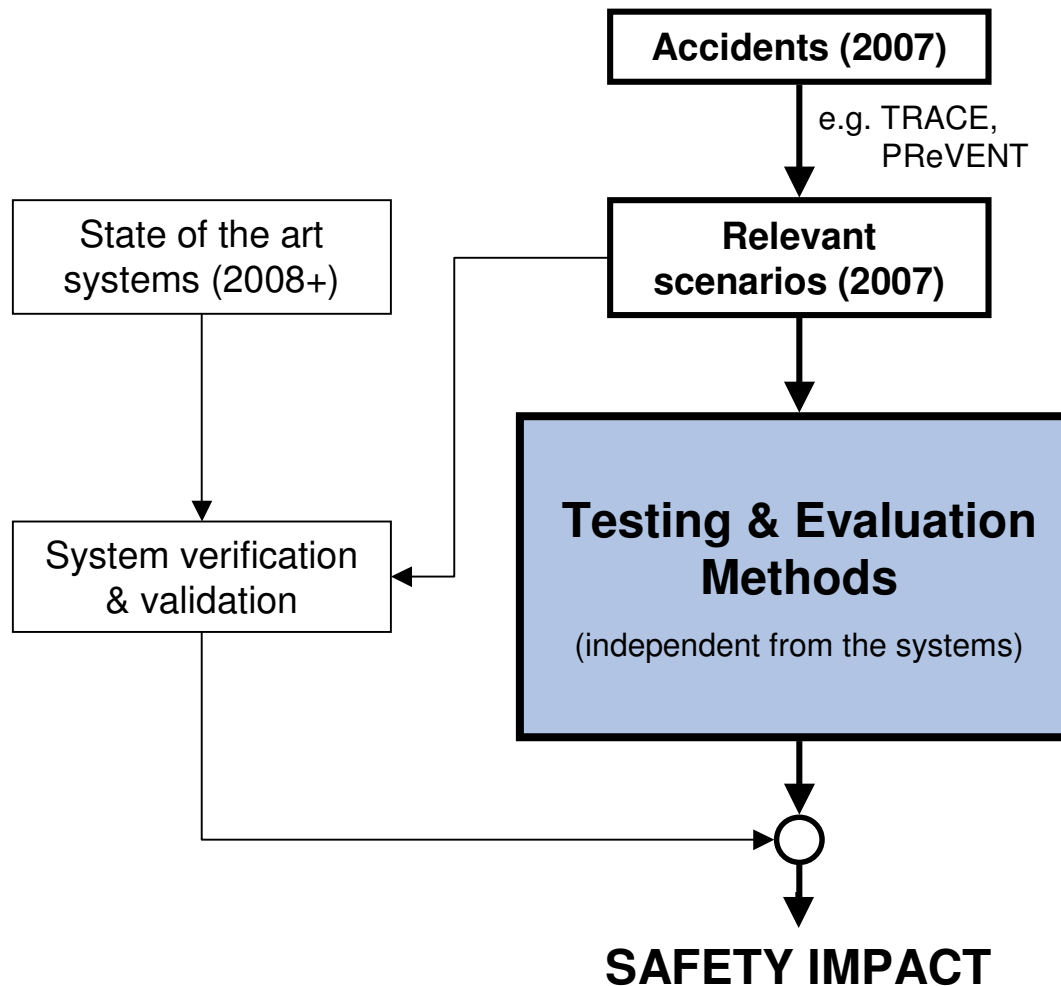 Accidents (2007)
e.g. TRACE,
PReVENT
State of the art
systems (2008+)
Relevant
scenarios (2007)
System verification
& validation
Testing & Evaluation
Methods
(independent from the systems)
SAFETY IMPACT